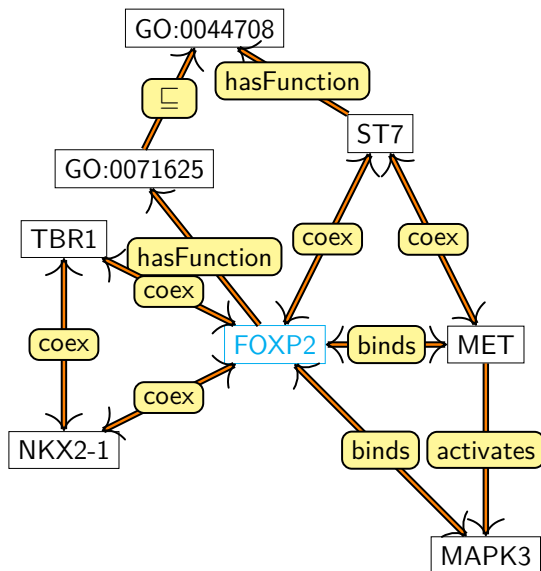 GO:0044708
hasFunction
⊑
ST7
GO:0071625
TBR1
hasFunction
coex
coex
coex
coex
FOXP2
binds
MET
coex
NKX2-1
binds
activates
MAPK3